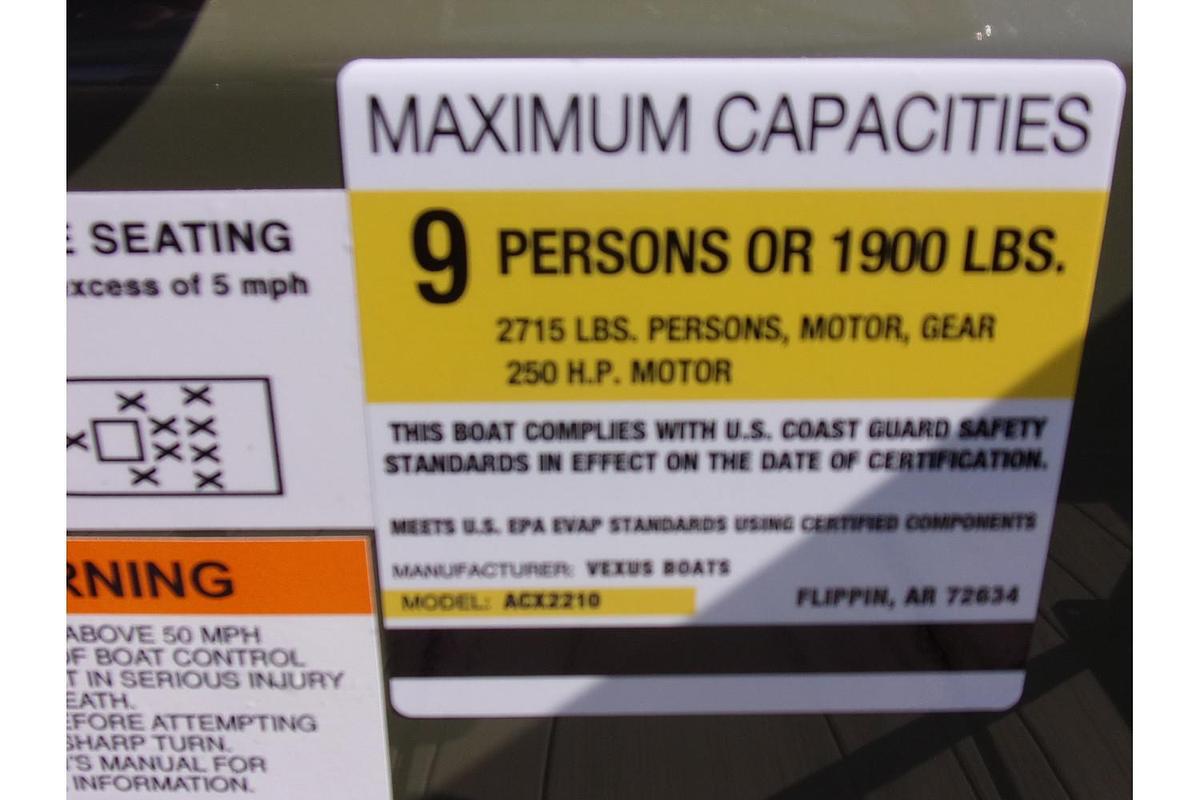 MAXIMUM CAPACITIES
9 PERSONS OR 1900 LBS.
2715 LBS. PERSONS, MOTOR, GEAR
250 H.P. MOTOR
THIS BOAT COMPLIES WITH U.S. COAST GUARD SAFETY
STANDARDS IN EFFECT ON THE DATE OF CERTIFICATION.
MEETS U.S. EPA EVAP STANDARDS USING CERTIFIED COMPONENTS
MANUFACTURER: VEXUS BOATS
MODEL: ACX2210 FLIPPIN, AR 72634
E SEATING
xcess of 5 mph
X X
X X X
X X
X X
RNING
ABOVE 50 MPH
OF BOAT CONTROL
T IN SERIOUS INJURY
EATH.
EFORE ATTEMPTING
SHARP TURN.
'S MANUAL FOR
INFORMATION.